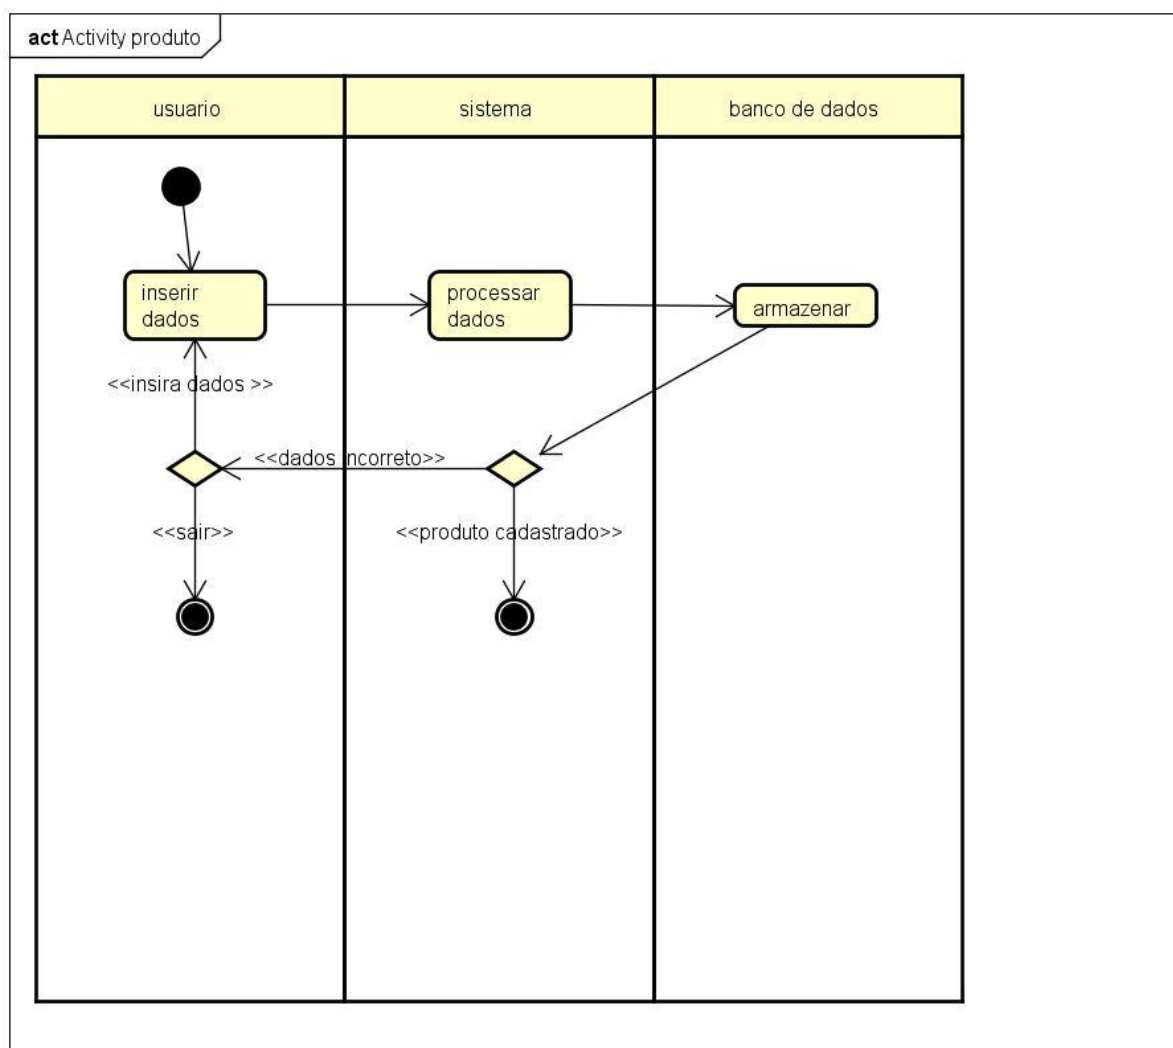 act Activity produto
usuario
sistema
banco de dados
inserir
dados
processar
dados
armazenar
<<insira dados >>
<<dados incorreto>>
<<sair>>
<<produto cadastrado>>